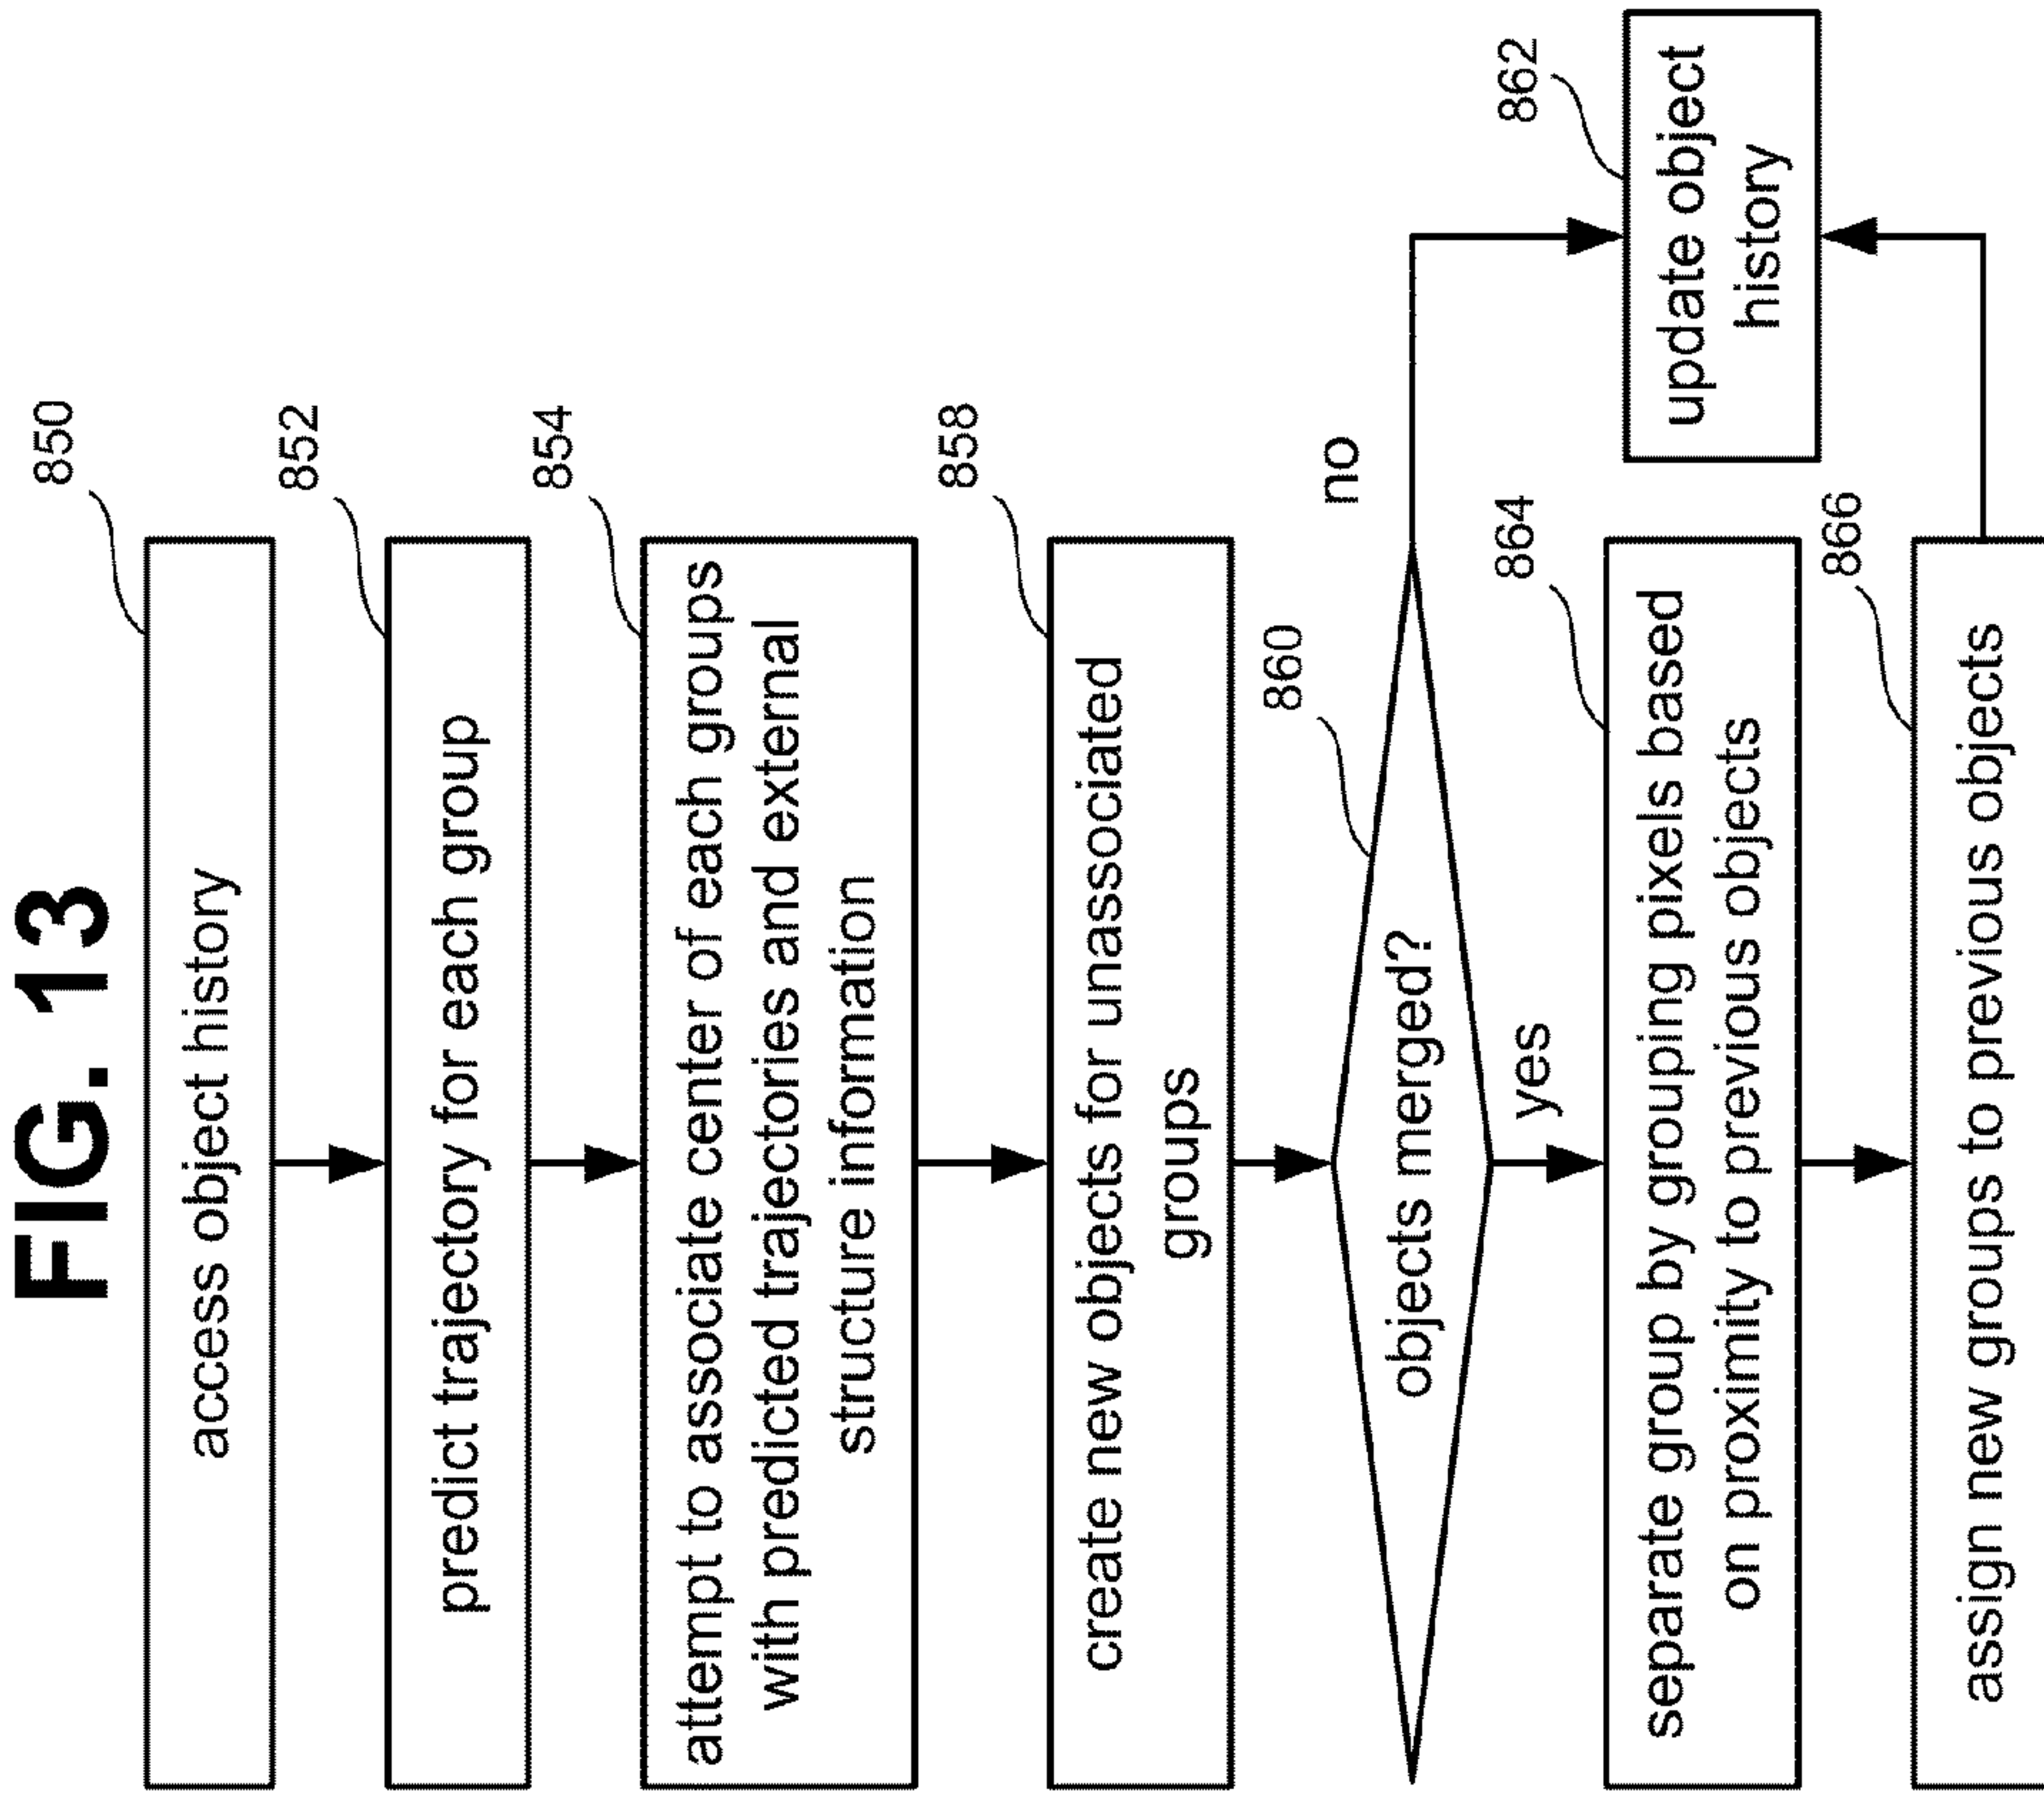 FIG. 13
850
access object history
852
predict trajectory for each group
854
attempt to associate center of each groups
with predicted trajectories and external
structure information
858
create new objects for unassociated
groups
860
objects merged?
no
yes
862
update object
history
864
separate group by grouping pixels based
on proximity to previous objects
866
assign new groups to previous objects